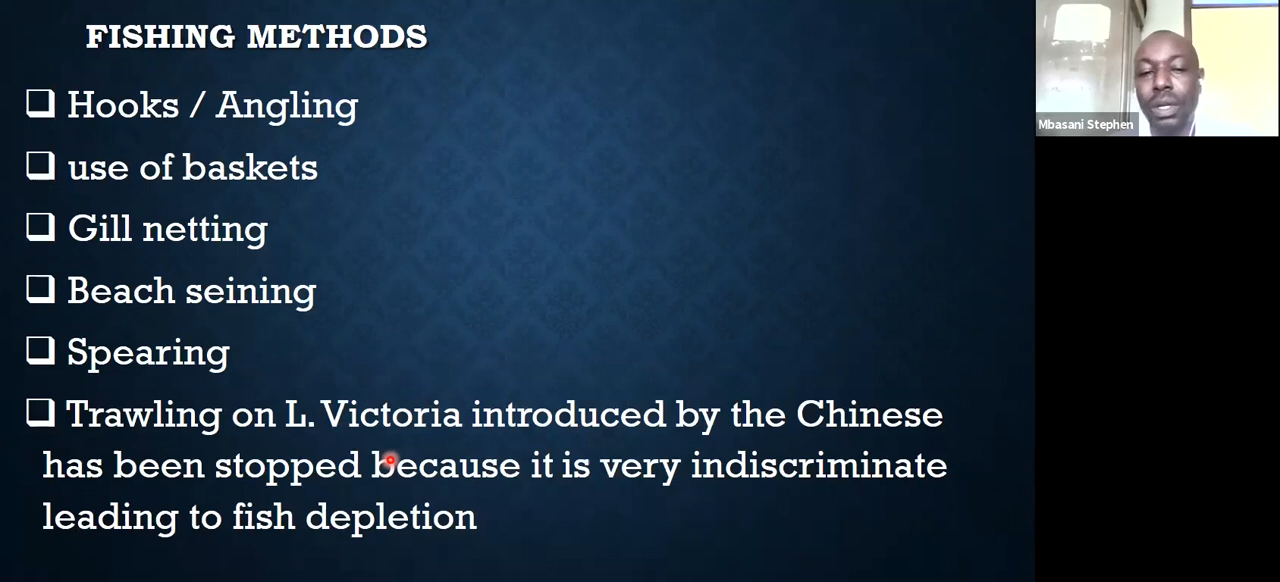 FISHING METHODS
❑ Hooks / Angling
❑ use of baskets
❑ Gill netting
❑ Beach seining
❑ Spearing
❑ Trawling on L. Victoria introduced by the Chinese
has been stopped because it is very indiscriminate
leading to fish depletion
Mbasani Stephen